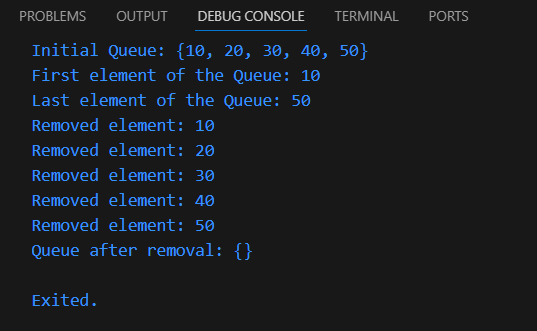 PROBLEMS OUTPUT DEBUG CONSOLE TERMINAL PORTS
Initial Queue: {10, 20, 30, 40, 50}
First element of the Queue: 10
Last element of the Queue: 50
Removed element: 10
Removed element: 20
Removed element: 30
Removed element: 40
Removed element: 50
Queue after removal: {}
Exited.